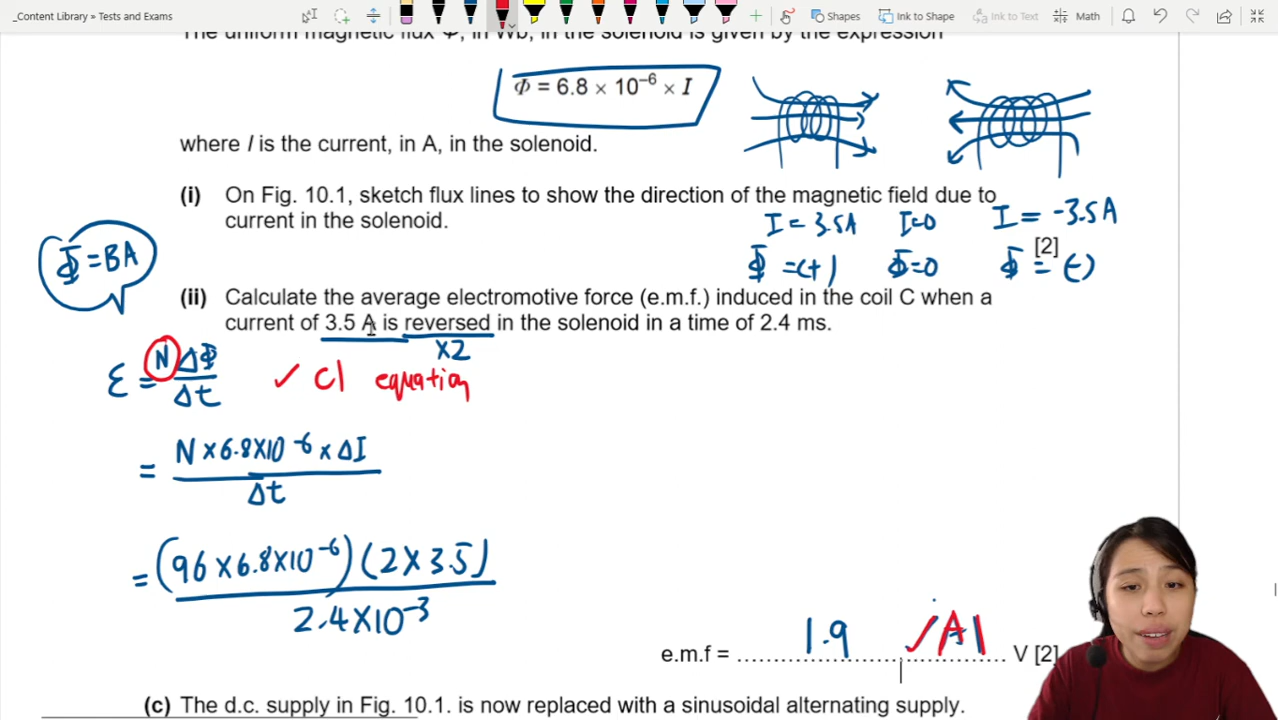 _Content Library » Tests and Exams
Shapes
Ink to Shape
Ink to Text
Math
The uniform magnetic flux Φ, in Wb, in the solenoid is given by the expression
Φ = 6.8 × 10⁻⁶ × I
where I is the current, in A, in the solenoid.
(i) On Fig. 10.1, sketch flux lines to show the direction of the magnetic field due to
current in the solenoid.
I = 3.5A I=0 I = -3.5A
[2]
Φ = (+) Φ=0 Φ = (-)
Φ = BA
(ii) Calculate the average electromotive force (e.m.f.) induced in the coil C when a
current of 3.5 A is reversed in the solenoid in a time of 2.4 ms.
×2
ε = NΔΦ/Δt ✓ C1 equation
= N × 6.8×10⁻⁶ × ΔI / Δt
= (96 × 6.8×10⁻⁶)(2 × 3.5) / 2.4×10⁻³
e.m.f = ........ 1.9 ✓A1 ........ V [2]
(c) The d.c. supply in Fig. 10.1. is now replaced with a sinusoidal alternating supply.